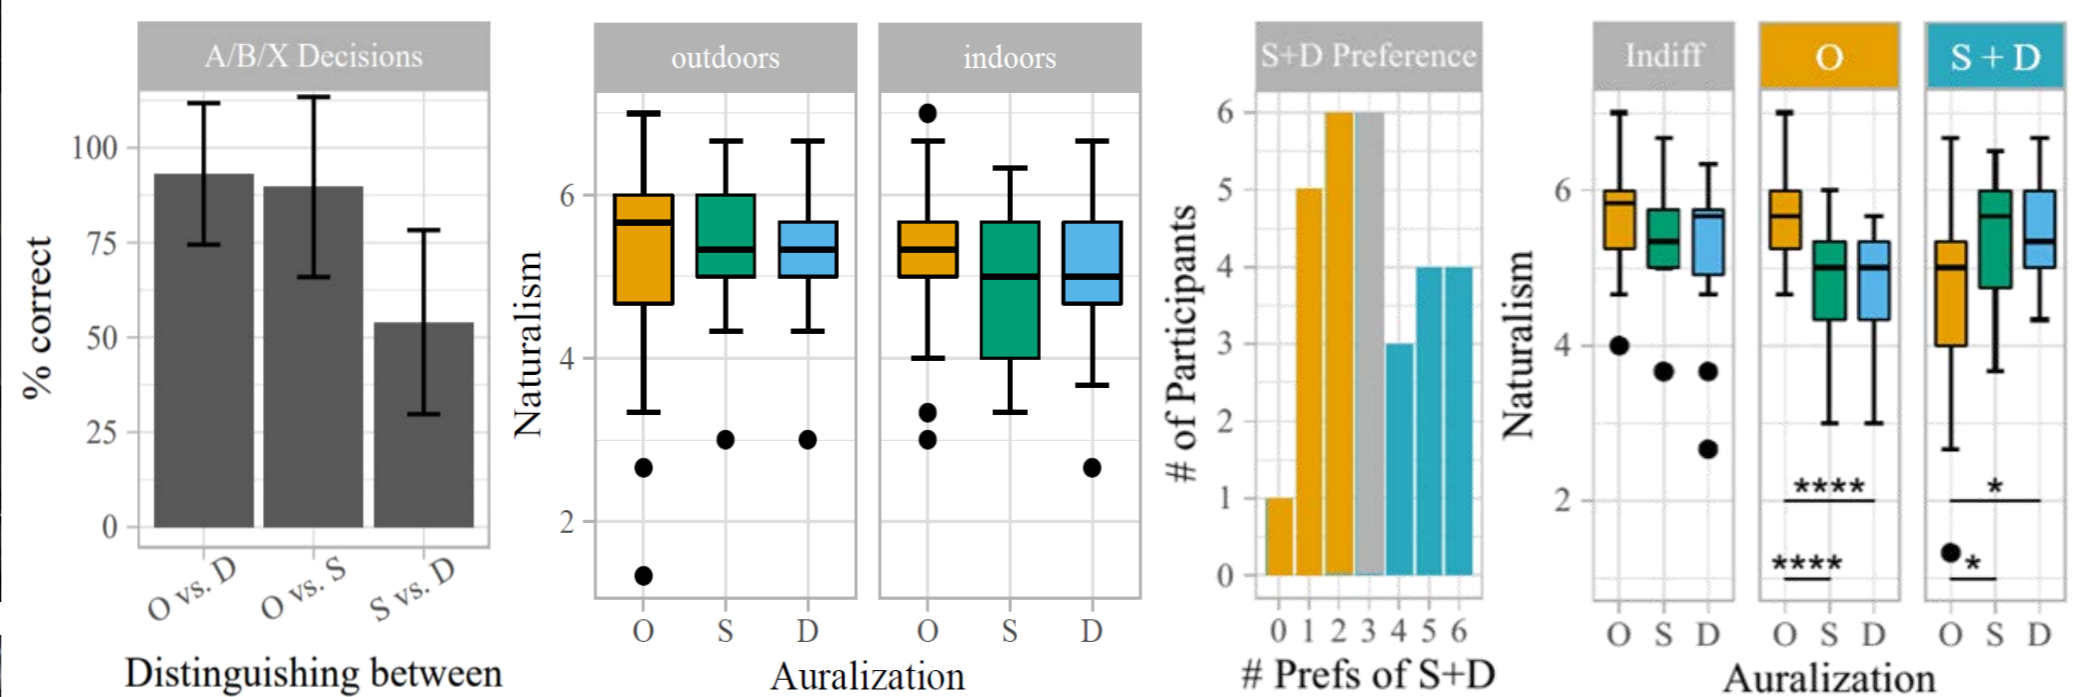 A/B/X Decisions
% correct
100
75
50
25
0
O vs. D
O vs. S
S vs. D
Distinguishing between
outdoors
indoors
Naturalism
6
4
2
O S D
O S D
Auralization
S+D Preference
# of Participants
6
5
4
3
2
1
0
0 1 2 3 4 5 6
# Prefs of S+D
Indiff
O
S + D
Naturalism
6
4
2
****
*
****
*
O S D
O S D
O S D
Auralization